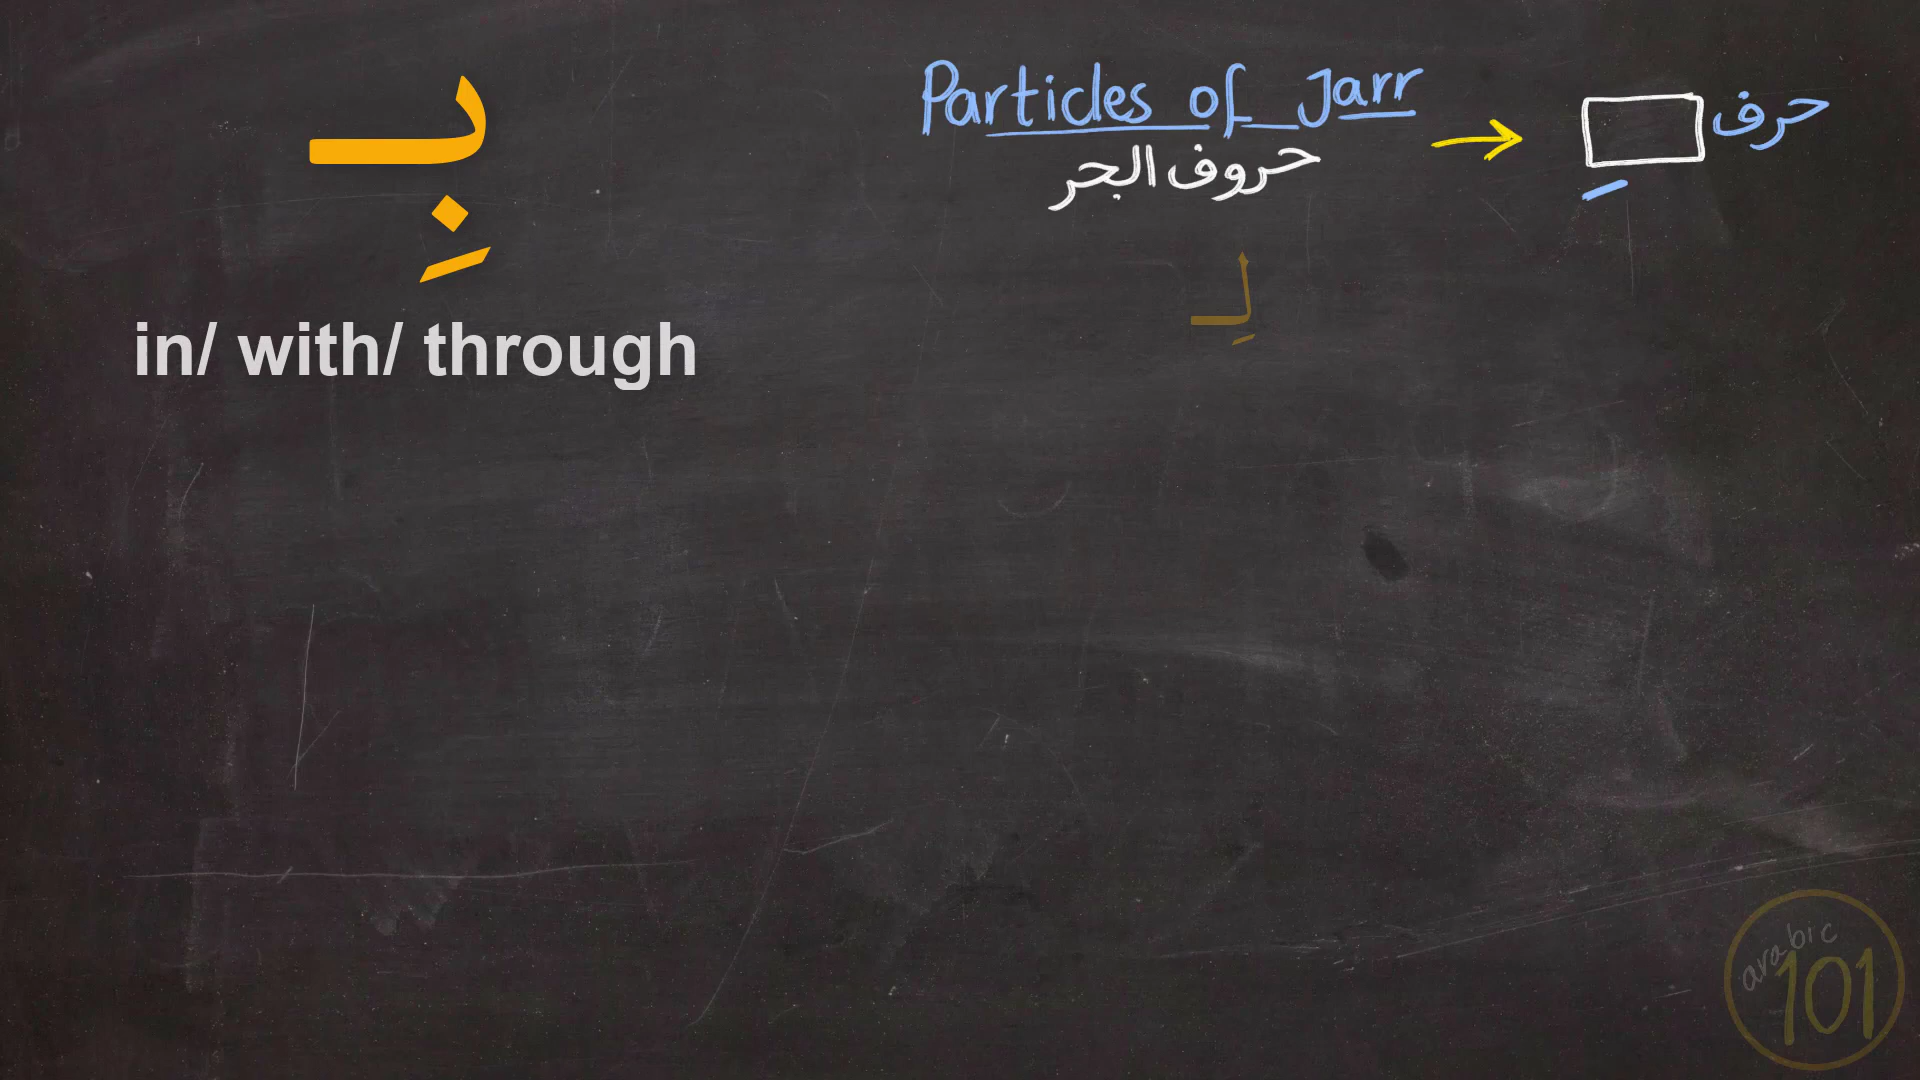 بِـ
in/ with/ through
Particles of Jarr
حروف الجر
حرف
لِـ
arabic
101